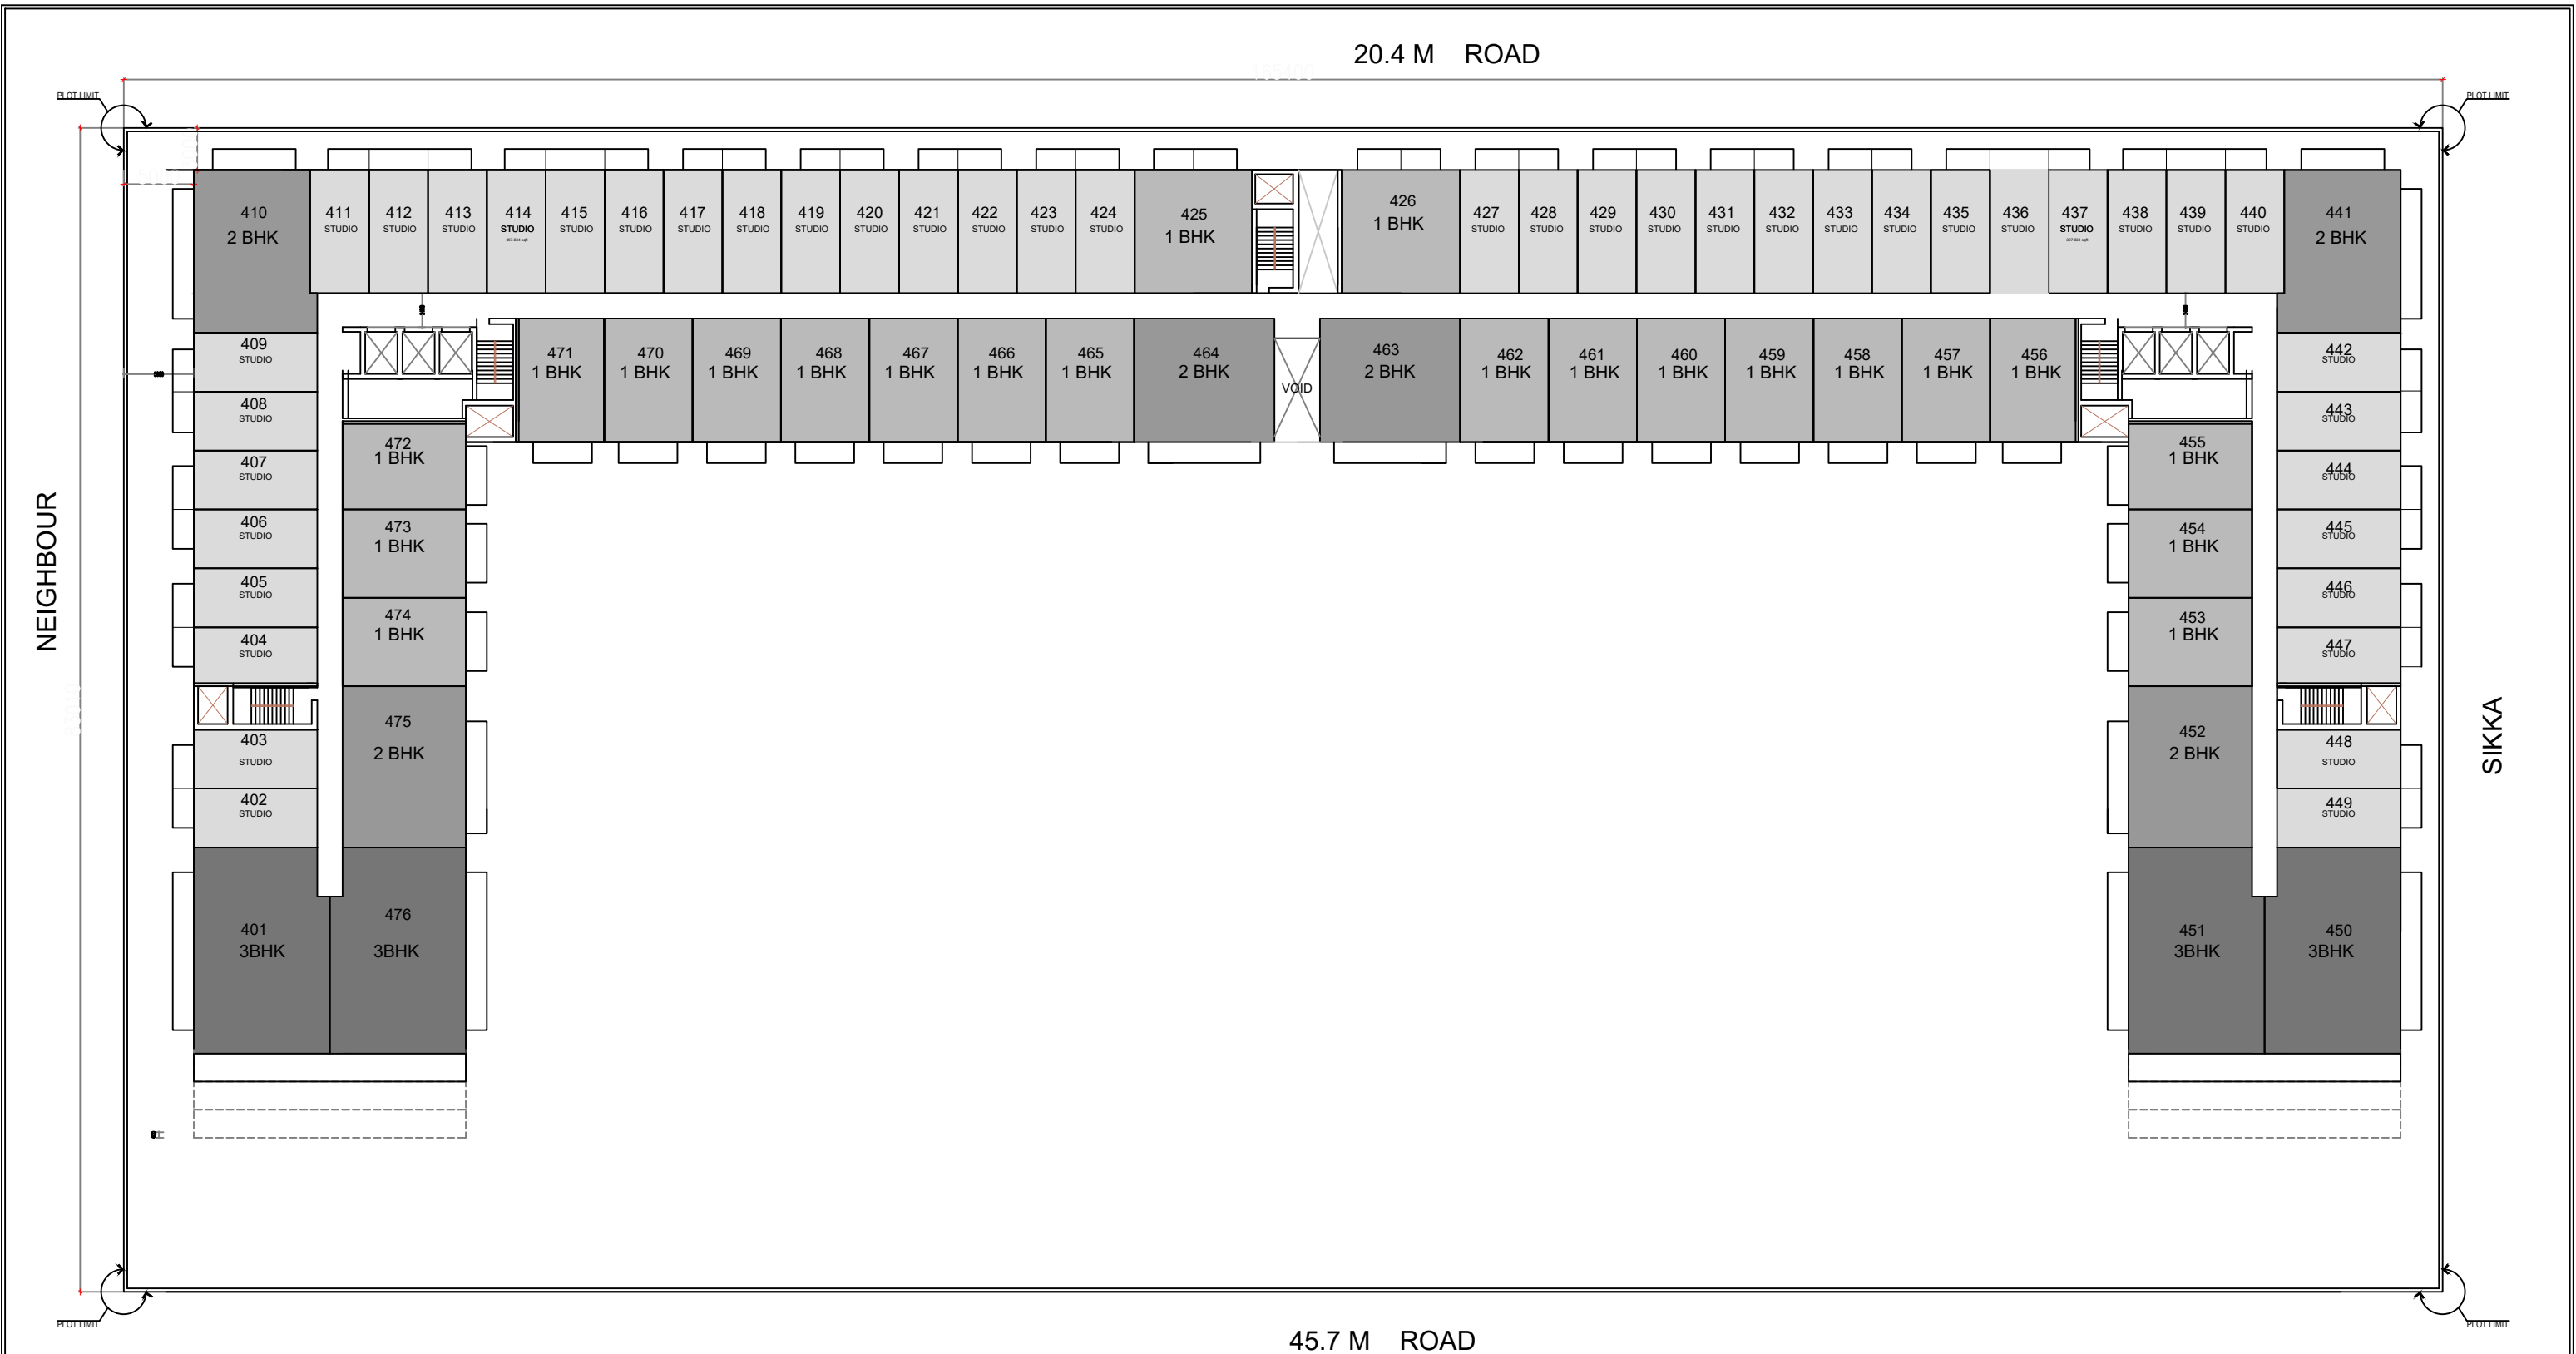 20.4 M ROAD
PLOT LIMIT
PLOT LIMIT
410
2 BHK
411
STUDIO
412
STUDIO
413
STUDIO
414
STUDIO
415
STUDIO
416
STUDIO
417
STUDIO
418
STUDIO
419
STUDIO
420
STUDIO
421
STUDIO
422
STUDIO
423
STUDIO
424
STUDIO
425
1 BHK
426
1 BHK
427
STUDIO
428
STUDIO
429
STUDIO
430
STUDIO
431
STUDIO
432
STUDIO
433
STUDIO
434
STUDIO
435
STUDIO
436
STUDIO
437
STUDIO
438
STUDIO
439
STUDIO
440
STUDIO
441
2 BHK
409
STUDIO
408
STUDIO
407
STUDIO
406
STUDIO
405
STUDIO
404
STUDIO
403
STUDIO
402
STUDIO
401
3BHK
471
1 BHK
470
1 BHK
469
1 BHK
468
1 BHK
467
1 BHK
466
1 BHK
465
1 BHK
464
2 BHK
VOID
463
2 BHK
462
1 BHK
461
1 BHK
460
1 BHK
459
1 BHK
458
1 BHK
457
1 BHK
456
1 BHK
472
1 BHK
473
1 BHK
474
1 BHK
475
2 BHK
476
3BHK
455
1 BHK
454
1 BHK
453
1 BHK
452
2 BHK
451
3BHK
442
STUDIO
443
STUDIO
444
STUDIO
445
STUDIO
446
STUDIO
447
STUDIO
448
STUDIO
449
STUDIO
450
3BHK
NEIGHBOUR
SIKKA
PLOT LIMIT
PLOT LIMIT
45.7 M ROAD